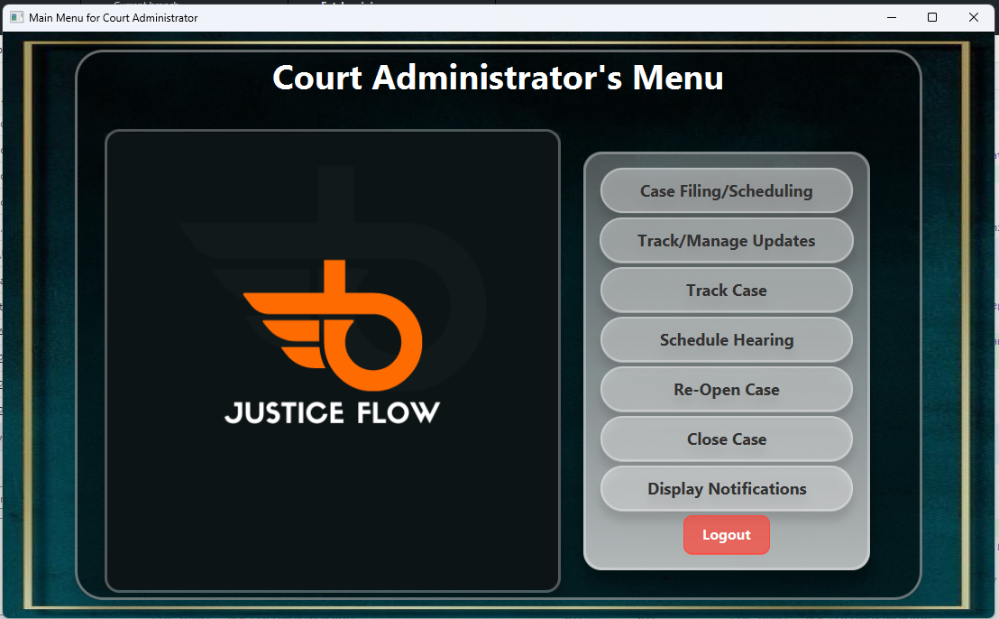 Main Menu for Court Administrator
Court Administrator's Menu
JUSTICE FLOW
Case Filing/Scheduling
Track/Manage Updates
Track Case
Schedule Hearing
Re-Open Case
Close Case
Display Notifications
Logout